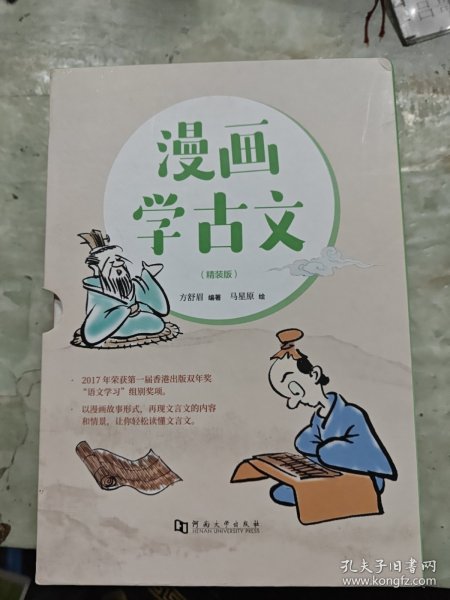 漫画
学古文
（精装版）
方舒眉 编著 马星原 绘
· 2017年荣获第一届香港出版双年奖
“语文学习”组别奖项。
· 以漫画故事形式，再现文言文的内容
和情景，让你轻松读懂文言文。
河南大学出版社
HENAN UNIVERSITY PRESS
孔夫子旧书网
www.kongfz.com